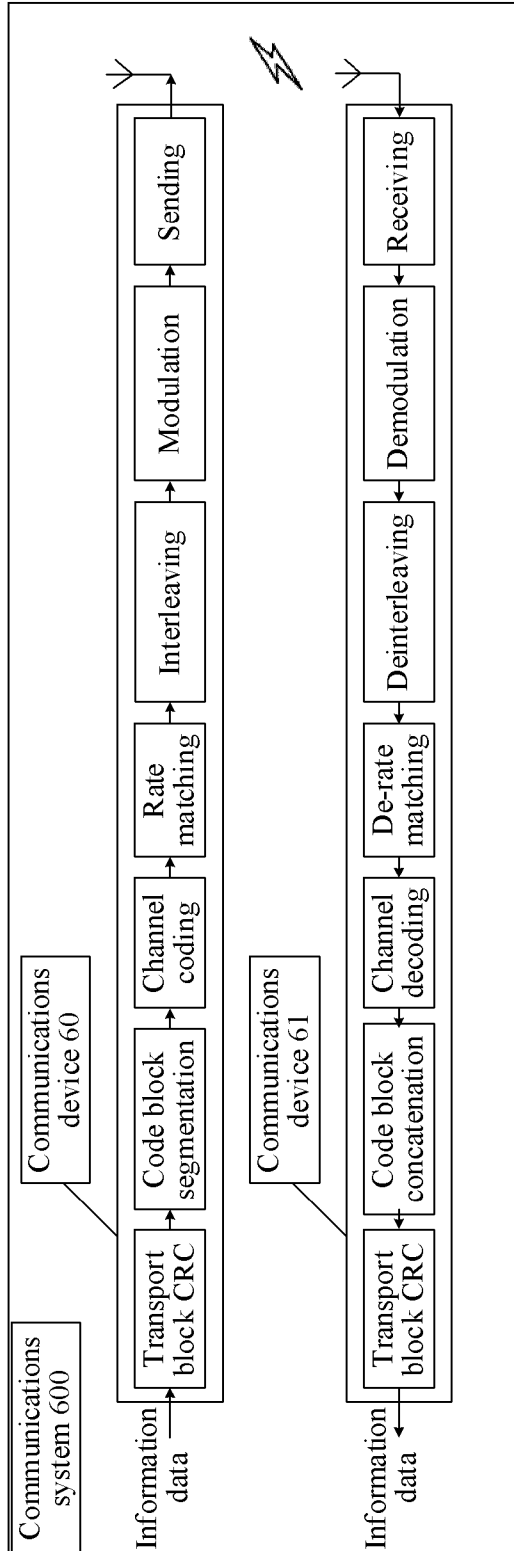 Communications
system 600
Communications
device 60
Information
data
Transport
block CRC
Code block
segmentation
Channel
coding
Rate
matching
Interleaving
Modulation
Sending
Communications
device 61
Information
data
Transport
block CRC
Code block
concatenation
Channel
decoding
De-rate
matching
Deinterleaving
Demodulation
Receiving